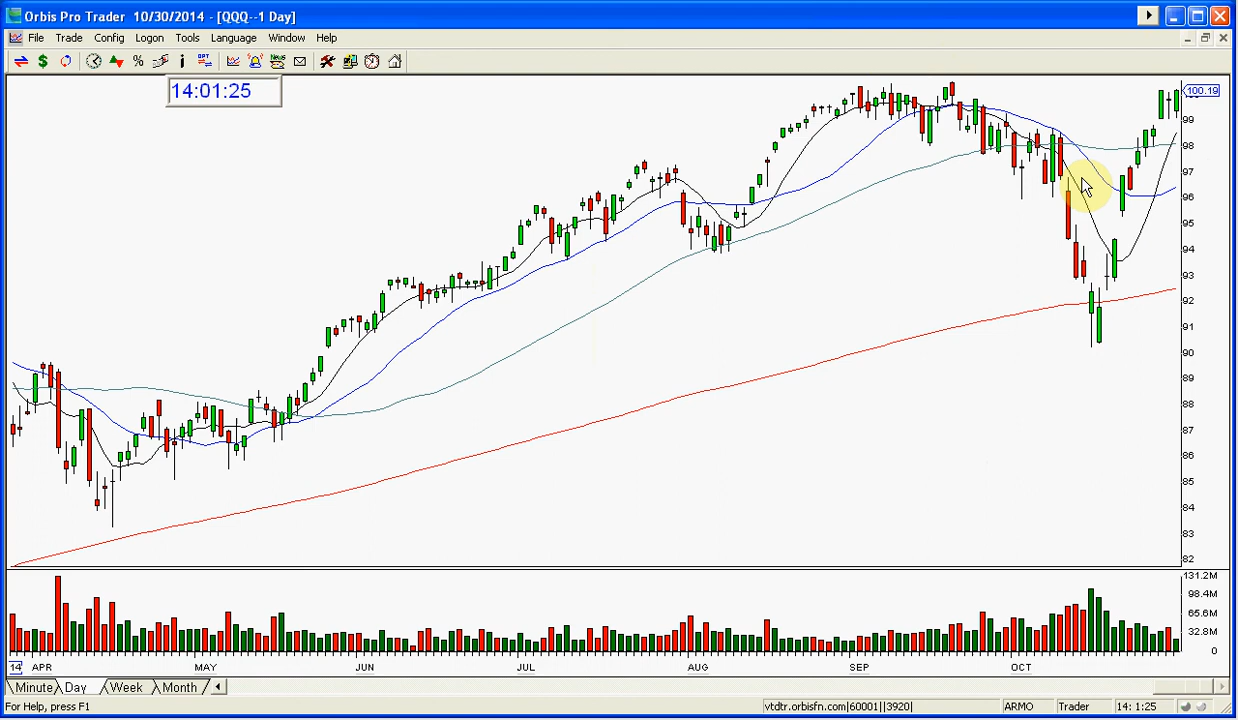 Orbis Pro Trader 10/30/2014 - [QQQ--1 Day]
File Trade Config Logon Tools Language Window Help
OPT News
14:01:25
100.19
99
98
97
96
95
94
93
92
91
90
89
88
87
86
85
84
83
82
131.2M
98.4M
65.6M
32.8M
0
14 APR MAY JUN JUL AUG SEP OCT
Minute Day Week Month
For Help, press F1 vtdtr.orbisfn.com|60001||3920| ARMO Trader 14: 1:25